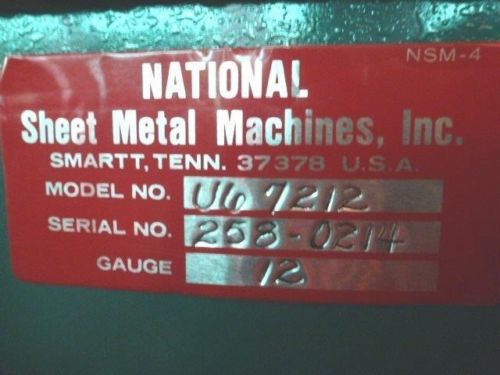 NSM-4
NATIONAL
Sheet Metal Machines, Inc.
SMARTT, TENN. 37378 U.S.A.
MODEL NO. U6 7212
SERIAL NO. 258-0214
GAUGE 12